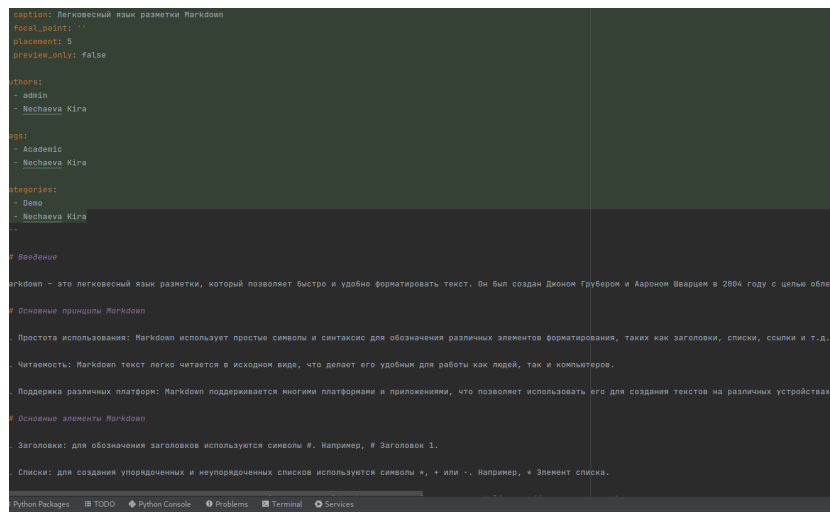 caption: Легковесный язык разметки Markdown
focal_point: ''
placement: 5
preview_only: false
uthors:
- admin
- Nechaeva Kira
ags:
- Academic
- Nechaeva Kira
ategories:
- Demo
- Nechaeva Kira
--
# Введение
arkdown – это легковесный язык разметки, который позволяет быстро и удобно форматировать текст. Он был создан Джоном Грубером и Аароном Шварцем в 2004 году с целью обле
# Основные принципы Markdown
. Простота использования: Markdown использует простые символы и синтаксис для обозначения различных элементов форматирования, таких как заголовки, списки, ссылки и т.д.
. Читаемость: Markdown текст легко читается в исходном виде, что делает его удобным для работы как людей, так и компьютеров.
. Поддержка различных платформ: Markdown поддерживается многими платформами и приложениями, что позволяет использовать его для создания текстов на различных устройствах
# Основные элементы Markdown
. Заголовки: для обозначения заголовков используются символы #. Например, # Заголовок 1.
. Списки: для создания упорядоченных и неупорядоченных списков используются символы *, + или -. Например, * Элемент списка.
Python Packages TODO Python Console Problems Terminal Services